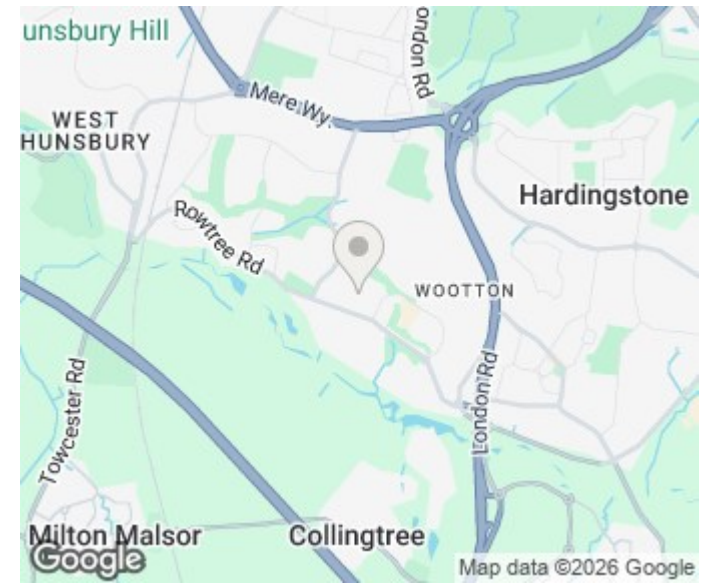 unsbury Hill
London Rd
Mere Wy.
WEST
HUNSBURY
Hardingstone
Rowtree Rd
WOOTTON
London Rd
Towcester Rd
Milton Malsor
Collingtree
Google
Map data ©2026 Google